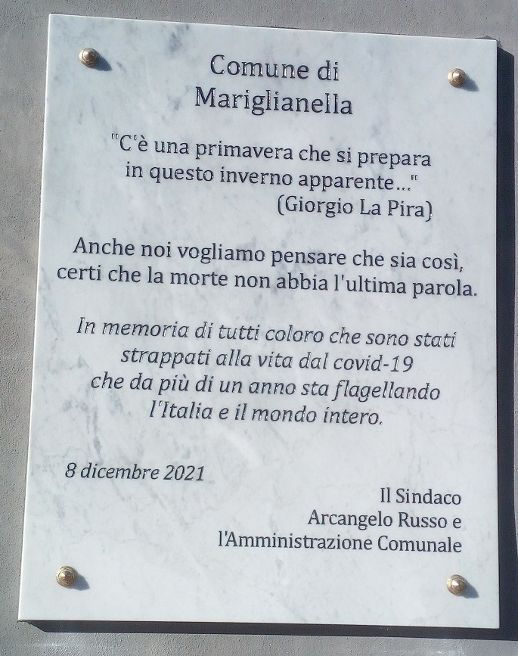 Comune di
Mariglianella
"C'è una primavera che si prepara
in questo inverno apparente..."
(Giorgio La Pira)
Anche noi vogliamo pensare che sia così,
certi che la morte non abbia l'ultima parola.
In memoria di tutti coloro che sono stati
strappati alla vita dal covid-19
che da più di un anno sta flagellando
l'Italia e il mondo intero.
8 dicembre 2021
Il Sindaco
Arcangelo Russo e
l'Amministrazione Comunale